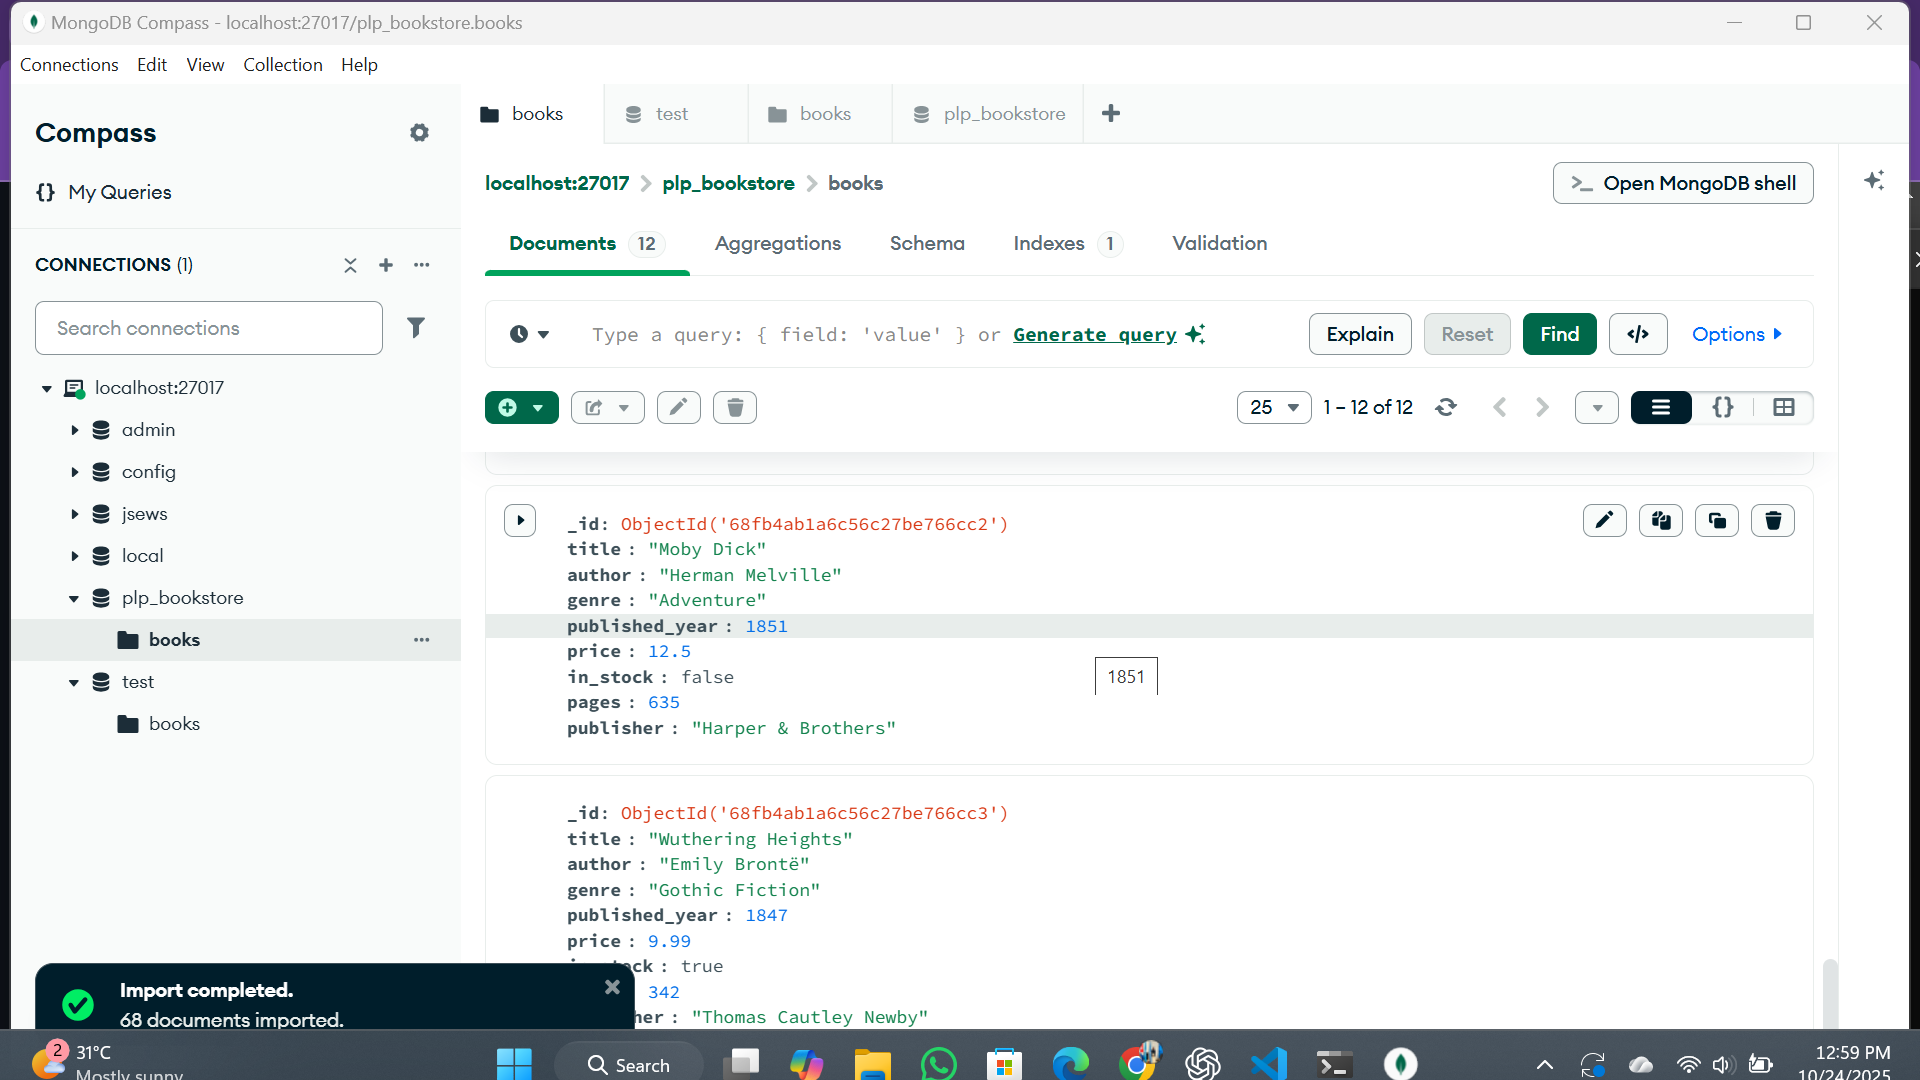 MongoDB Compass - localhost:27017/plp_bookstore.books
Connections Edit View Collection Help
Compass
My Queries
CONNECTIONS (1)
Search connections
localhost:27017
admin
config
jsews
local
plp_bookstore
books
test
books
books test books plp_bookstore
localhost:27017 > plp_bookstore > books
Open MongoDB shell
Documents 12 Aggregations Schema Indexes 1 Validation
Type a query: { field: 'value' } or Generate query
Explain Reset Find </> Options
25 1 – 12 of 12
_id: ObjectId('68fb4ab1a6c56c27be766cc2')
title : "Moby Dick"
author : "Herman Melville"
genre : "Adventure"
published_year : 1851
price : 12.5
in_stock : false
pages : 635
publisher : "Harper & Brothers"
1851
_id: ObjectId('68fb4ab1a6c56c27be766cc3')
title : "Wuthering Heights"
author : "Emily Brontë"
genre : "Gothic Fiction"
published_year : 1847
price : 9.99
ck : true
342
her : "Thomas Cautley Newby"
Import completed.
68 documents imported.
2
31°C
Mostly sunny
Search
12:59 PM
10/24/2025